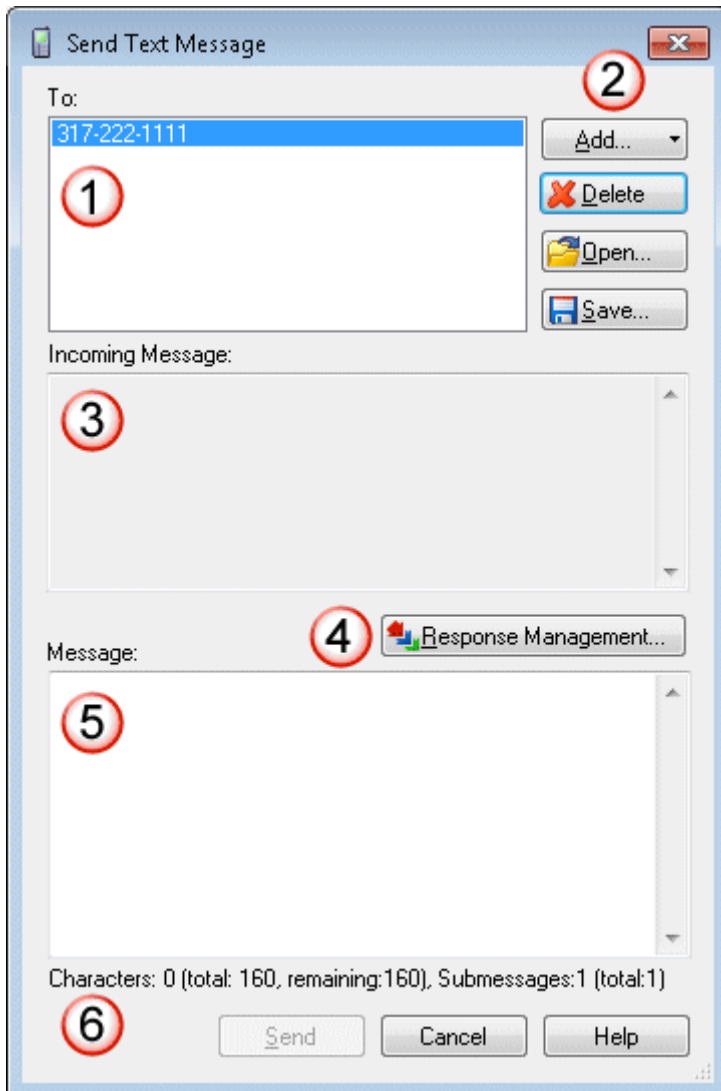 Send Text Message
2
To:
317-222-1111
Add...
1
Delete
Open...
Save...
Incoming Message:
3
4
Response Management...
Message:
5
Characters: 0 (total: 160, remaining:160), Submessages:1 (total:1)
6
Send Cancel Help